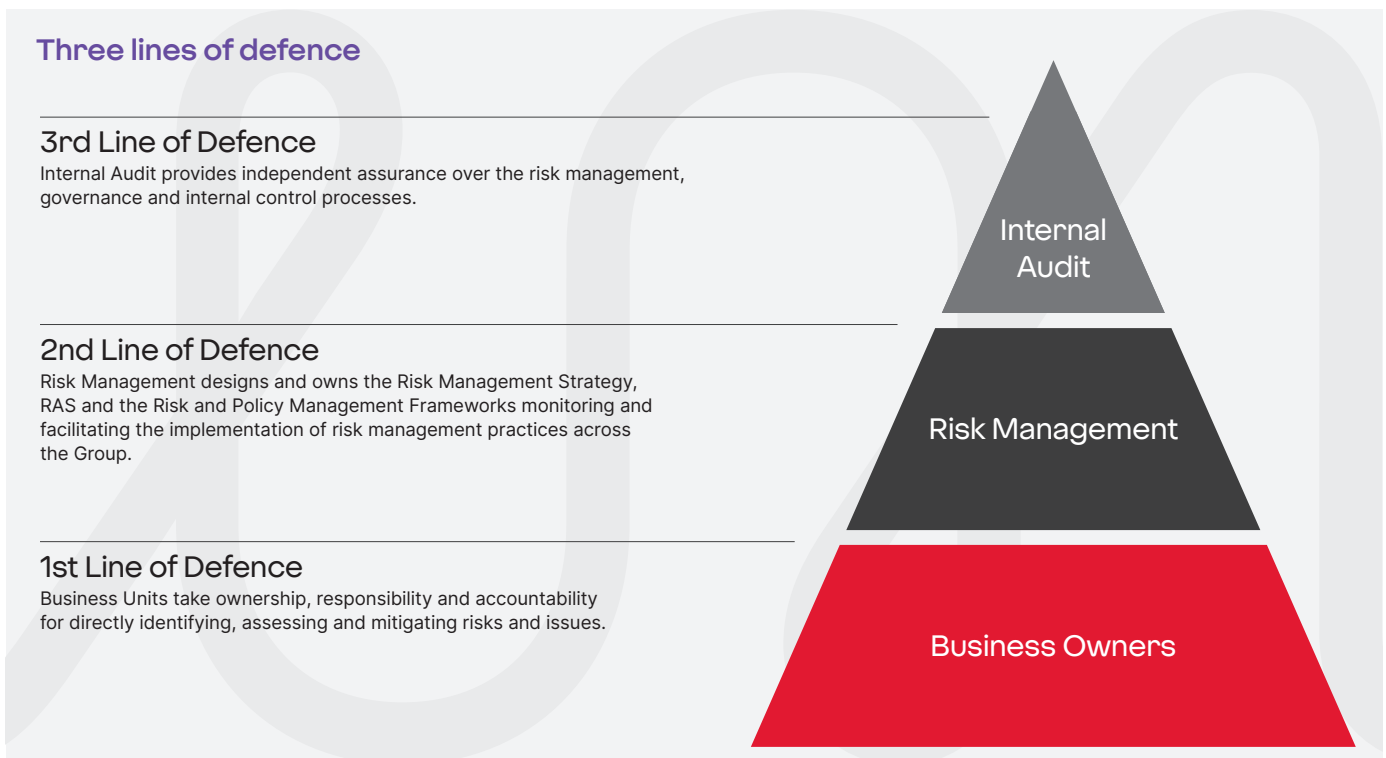 Three lines of defence
3rd Line of Defence
Internal Audit provides independent assurance over the risk management,
governance and internal control processes.
Internal
Audit
2nd Line of Defence
Risk Management designs and owns the Risk Management Strategy,
RAS and the Risk and Policy Management Frameworks monitoring and
facilitating the implementation of risk management practices across
the Group.
Risk Management
1st Line of Defence
Business Units take ownership, responsibility and accountability
for directly identifying, assessing and mitigating risks and issues.
Business Owners